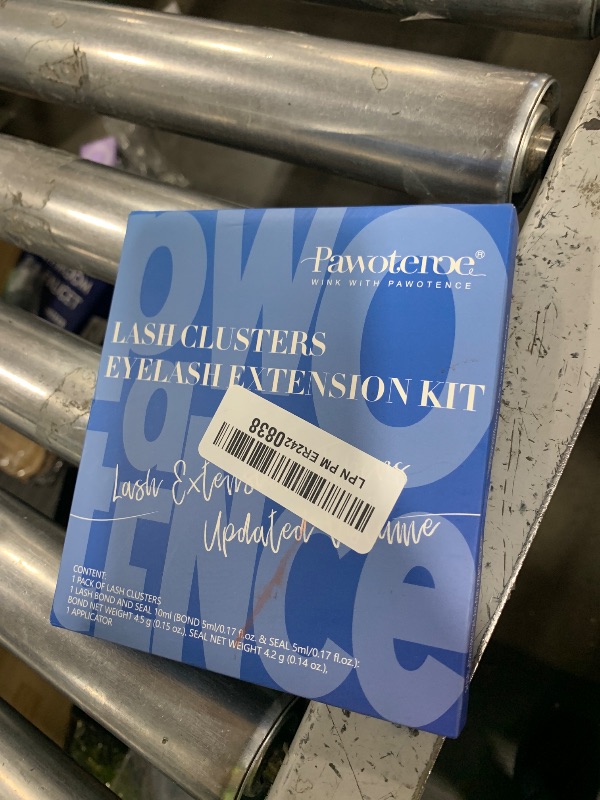 Pawotence®
WINK WITH PAWOTENCE
LASH CLUSTERS
EYELASH EXTENSION KIT
LPN PM ER2420838
Lash
Updated
CONTENT:
1 PACK OF LASH CLUSTERS
1 LASH BOND AND SEAL 10ml (BOND 5ml/0.17 fl.oz. & SEAL 5ml/0.17 fl.oz.):
BOND NET WEIGHT 4.5 g (0.15 oz.), SEAL NET WEIGHT 4.2 g (0.14 oz.),
1 APPLICATOR